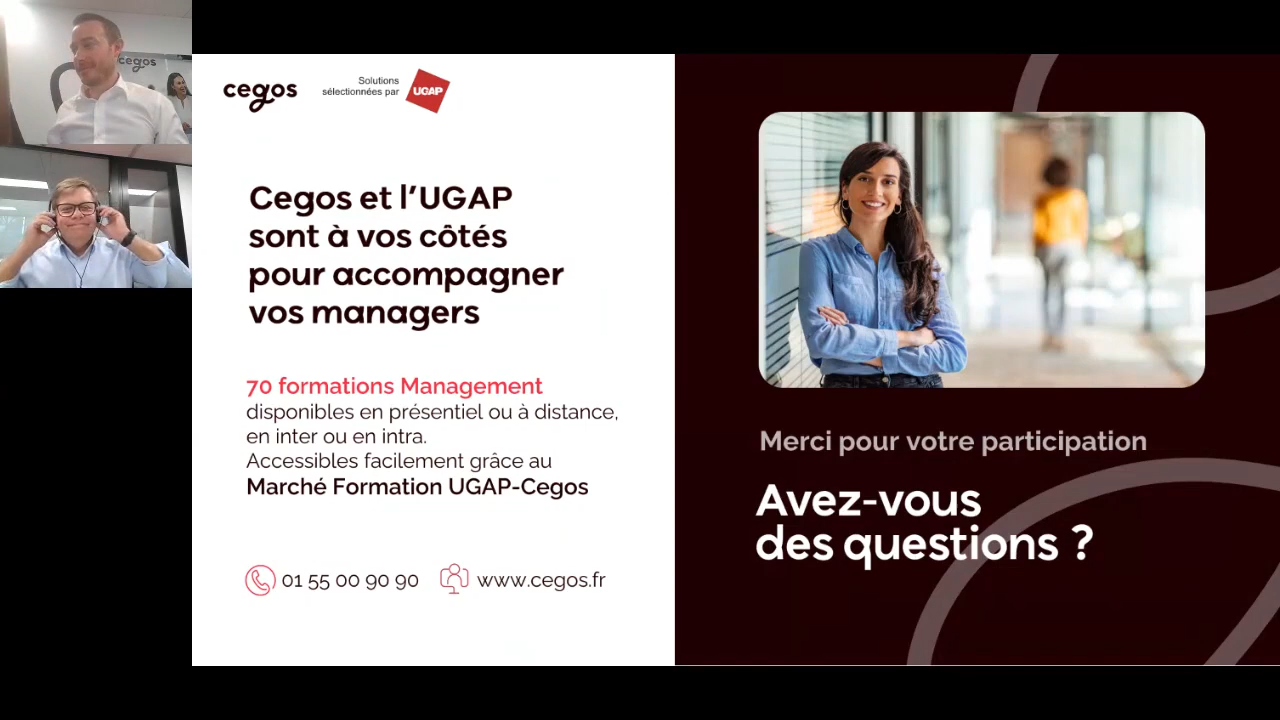 cegos
cegos
Solutions
sélectionnées par
UGAP
Cegos et l'UGAP
sont à vos côtés
pour accompagner
vos managers
70 formations Management
disponibles en présentiel ou à distance,
en inter ou en intra.
Accessibles facilement grâce au
Marché Formation UGAP-Cegos
01 55 00 90 90
www.cegos.fr
Merci pour votre participation
Avez-vous
des questions ?